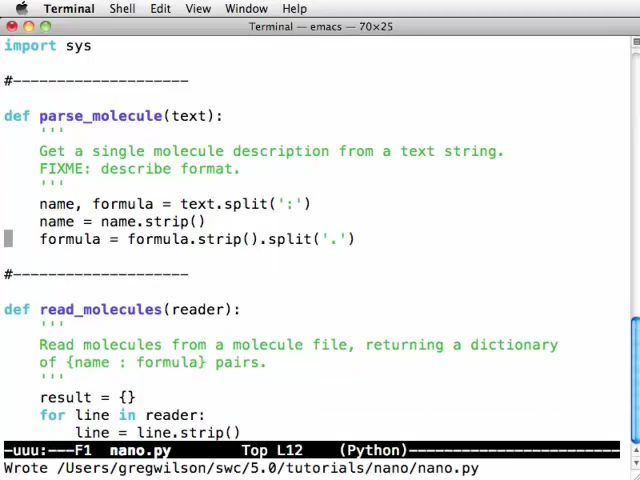 Terminal Shell Edit View Window Help
Terminal — emacs — 70×25
import sys
#--------------------
def parse_molecule(text):
'''
Get a single molecule description from a text string.
FIXME: describe format.
'''
name, formula = text.split(':')
name = name.strip()
formula = formula.strip().split('.')
#--------------------
def read_molecules(reader):
'''
Read molecules from a molecule file, returning a dictionary
of {name : formula} pairs.
'''
result = {}
for line in reader:
line = line.strip()
-uuu:---F1 nano.py Top L12 (Python)------------------------
Wrote /Users/gregwilson/swc/5.0/tutorials/nano/nano.py